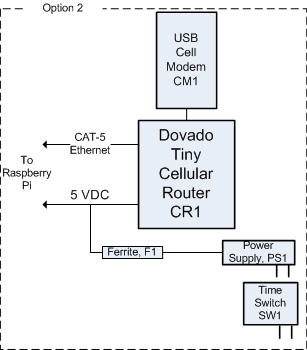 Option 2
USB
Cell
Modem
CM1
CAT-5
Ethernet
Dovado
Tiny
Cellular
Router
CR1
To
Raspberry
Pi
5 VDC
Ferrite, F1
Power
Supply, PS1
Time
Switch
SW1